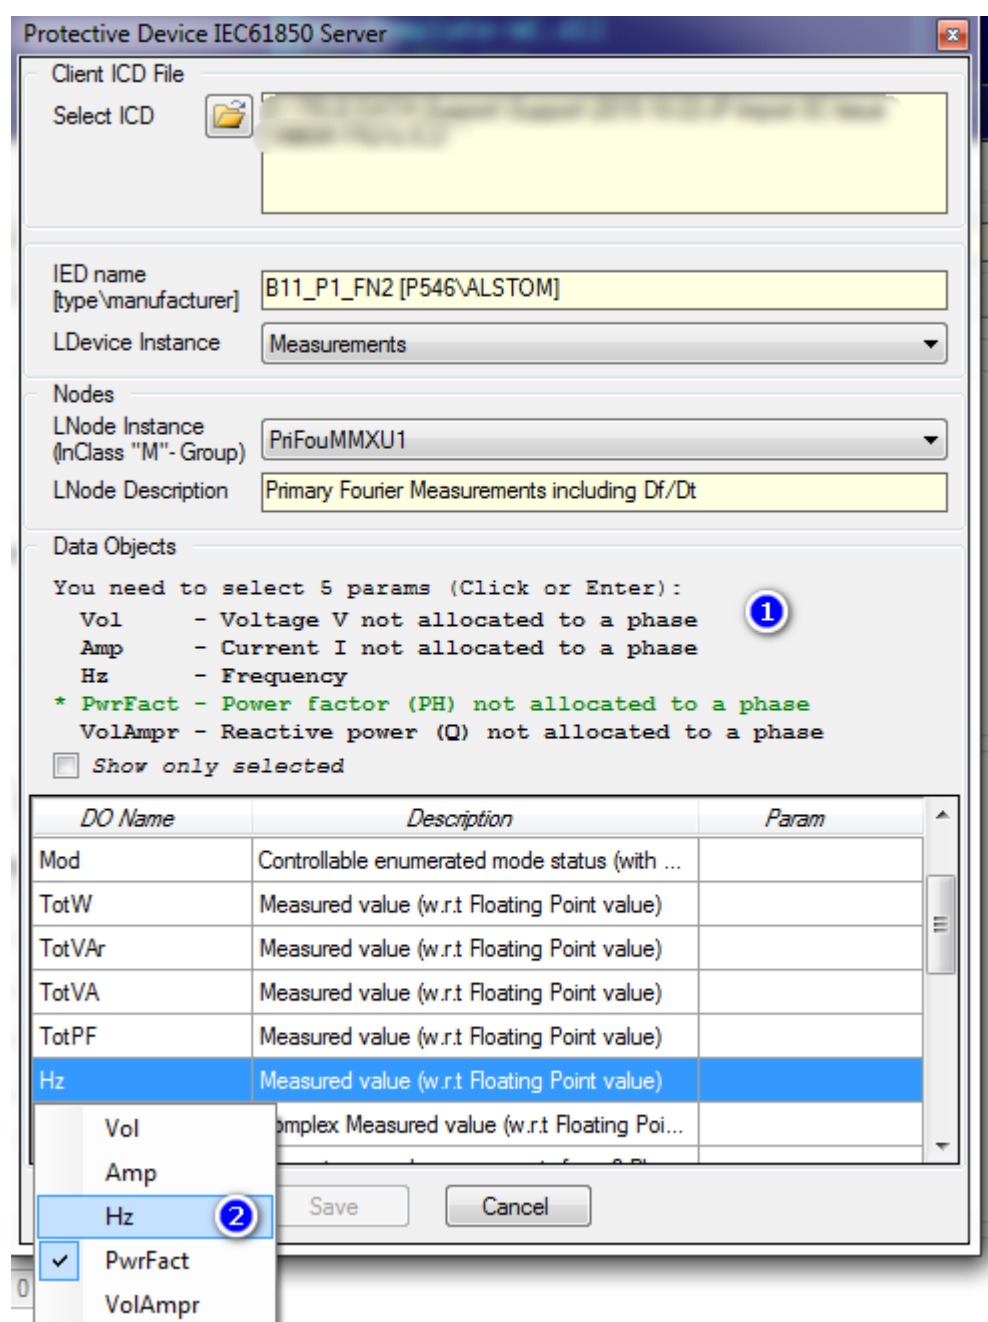 Protective Device IEC61850 Server
Client ICD File
Select ICD
IED name
[type\manufacturer]
B11_P1_FN2 [P546\ALSTOM]
LDevice Instance
Measurements
Nodes
LNode Instance
(InClass "M"- Group)
PriFouMMXU1
LNode Description
Primary Fourier Measurements including Df/Dt
Data Objects
You need to select 5 params (Click or Enter):
Vol - Voltage V not allocated to a phase
Amp - Current I not allocated to a phase
Hz - Frequency
* PwrFact - Power factor (PH) not allocated to a phase
VolAmpr - Reactive power (Q) not allocated to a phase
1
Show only selected
DO Name Description Param
Mod Controllable enumerated mode status (with ...
TotW Measured value (w.r.t Floating Point value)
TotVAr Measured value (w.r.t Floating Point value)
TotVA Measured value (w.r.t Floating Point value)
TotPF Measured value (w.r.t Floating Point value)
Hz Measured value (w.r.t Floating Point value)
Measured value (w.r.t Floating Poi...
Vol
Amp
Hz 2
PwrFact
VolAmpr
Save Cancel
0